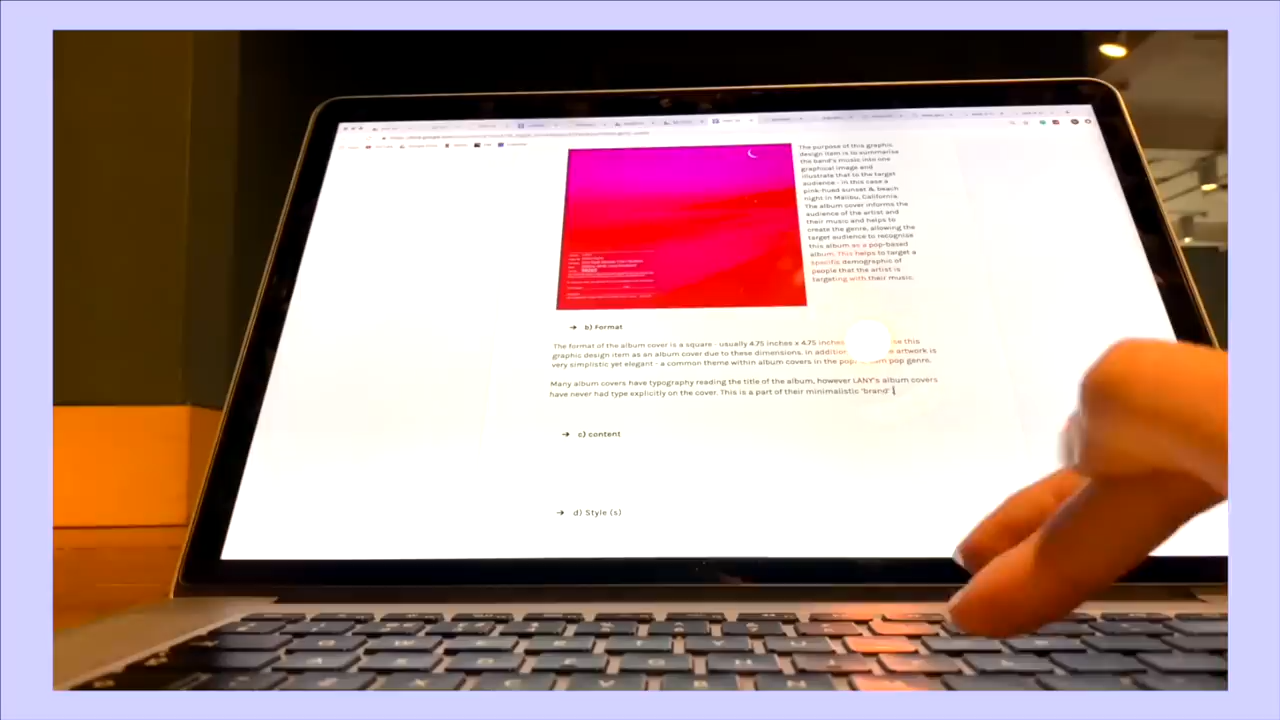 The purpose of this graphic
design item is to summarise
the band's music into one
graphical image and
illustrate that to the target
audience - in this case a
pink-hued sunset & beach
night in Malibu, California.
The album cover informs the
audience of the artist and
their music and helps to
create the genre, allowing the
target audience to recognise
this album as a pop-based
album. This helps to target a
specific demographic of
people that the artist is
targeting with their music.
➔ b) Format
The format of the album cover is a square - usually 4.75 inches x 4.75 inches this
graphic design item as an album cover due to these dimensions. In addition artwork is
very simplistic yet elegant - a common theme within album covers in the pop pop genre.
Many album covers have typography reading the title of the album, however LANY's album covers
have never had type explicitly on the cover. This is a part of their minimalistic 'brand'
➔ c) content
➔ d) Style (s)